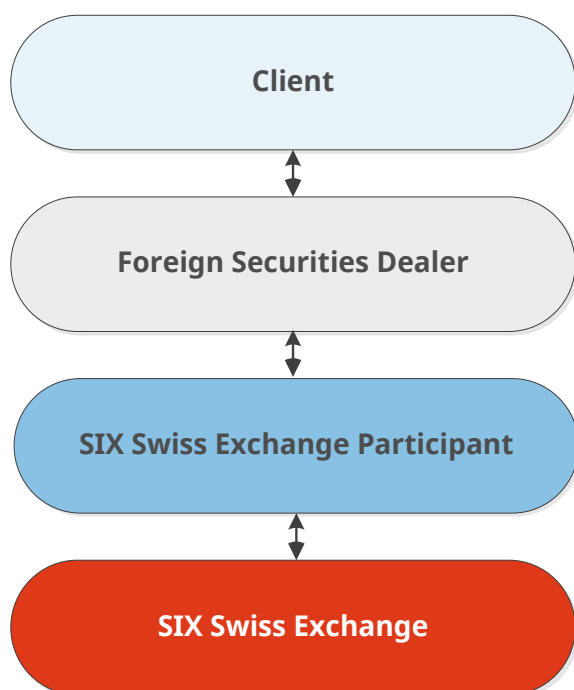 Client
Foreign Securities Dealer
SIX Swiss Exchange Participant
SIX Swiss Exchange